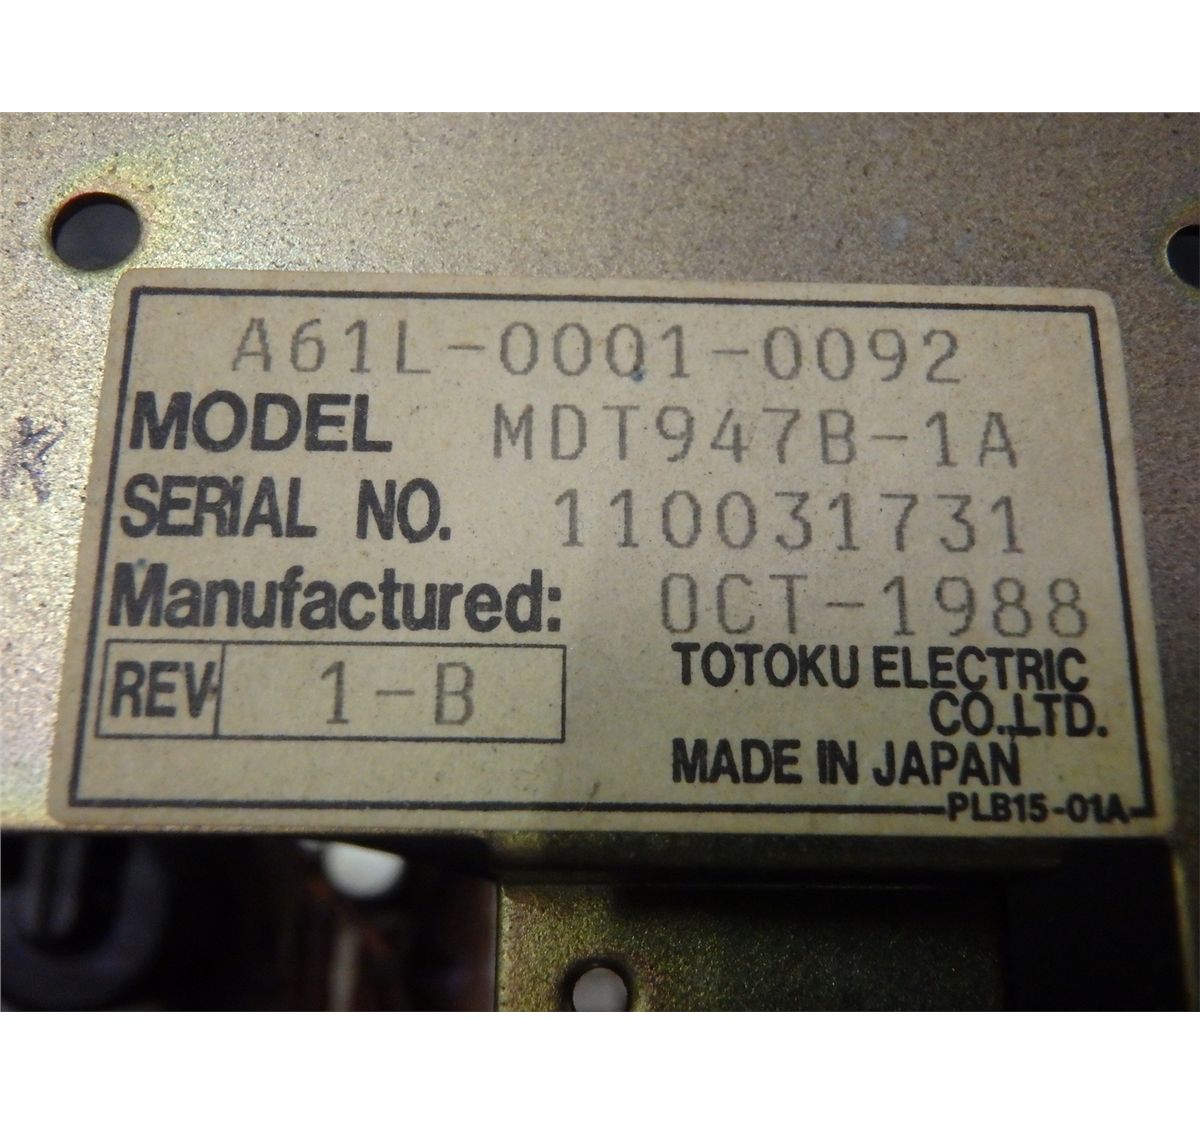 A61L-0001-0092
MODEL MDT947B-1A
SERIAL NO. 110031731
Manufactured: OCT-1988
REV 1-B
TOTOKU ELECTRIC
CO.,LTD.
MADE IN JAPAN
PLB15-01A